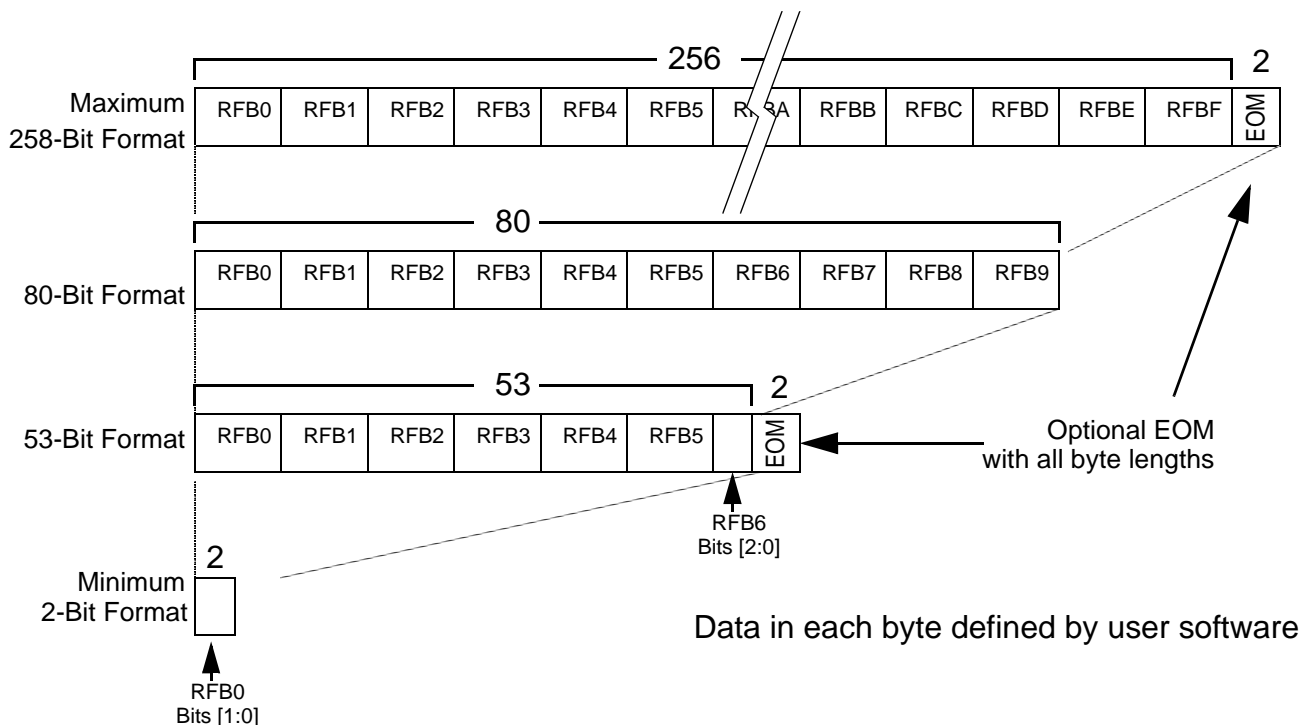 256 2
Maximum
258-Bit Format
RFB0 RFB1 RFB2 RFB3 RFB4 RFB5 RFBA RFBB RFBC RFBD RFBE RFBF EOM
80
80-Bit Format
RFB0 RFB1 RFB2 RFB3 RFB4 RFB5 RFB6 RFB7 RFB8 RFB9
53 2
53-Bit Format
RFB0 RFB1 RFB2 RFB3 RFB4 RFB5 EOM
Optional EOM
with all byte lengths
RFB6
Bits [2:0]
2
Minimum
2-Bit Format
RFB0
Bits [1:0]
Data in each byte defined by user software